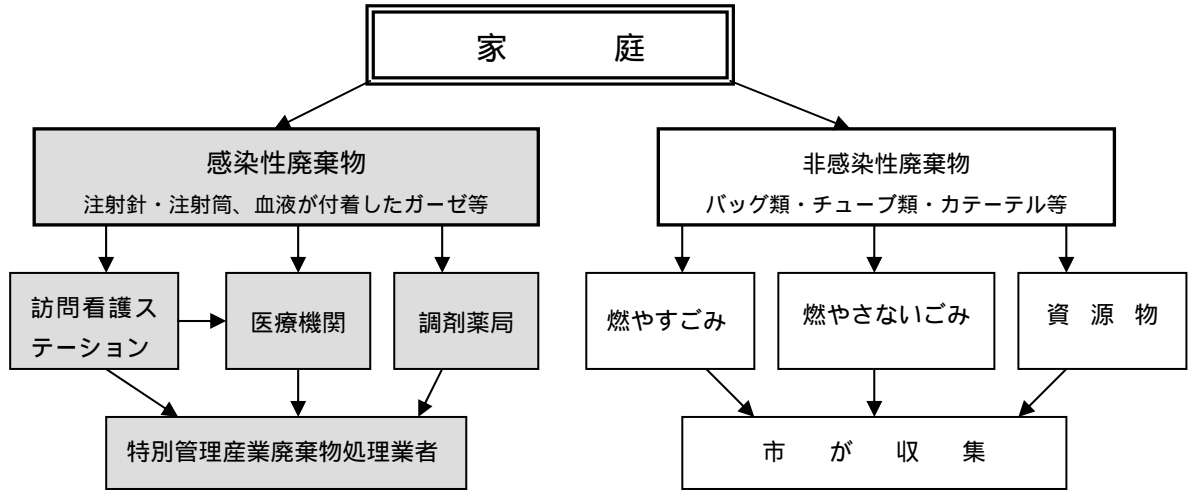 家　庭
感染性廃棄物
注射針・注射筒、血液が付着したガーゼ等
非感染性廃棄物
バッグ類・チューブ類・カテーテル等
訪問看護ス
テーション
医療機関
調剤薬局
燃やすごみ
燃やさないごみ
資　源　物
特別管理産業廃棄物処理業者
市　が　収　集